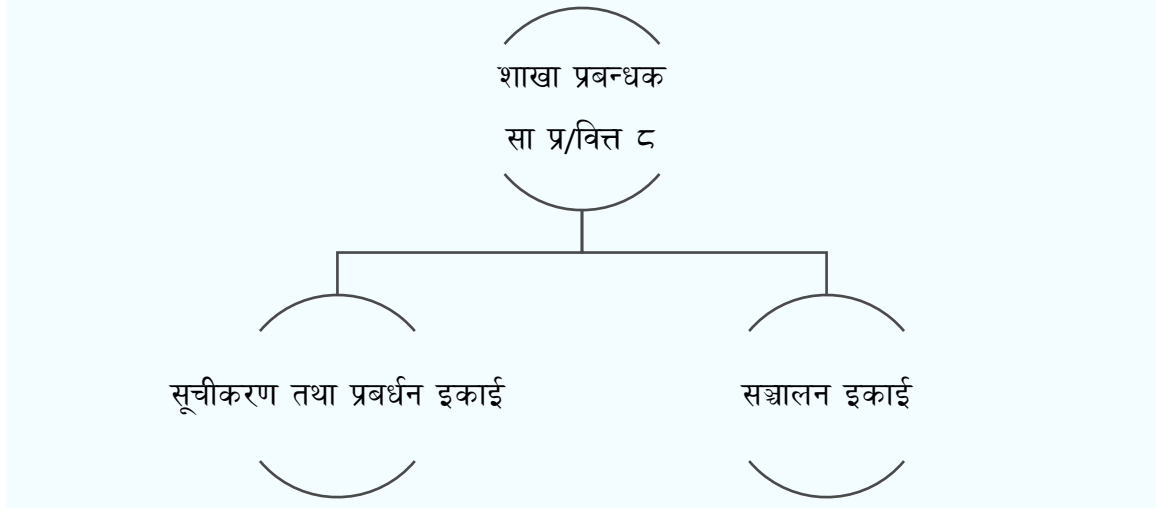 शाखा प्रबन्धक
सा प्र/वित्त ८
सूचीकरण तथा प्रबर्धन इकाई
सञ्चालन इकाई